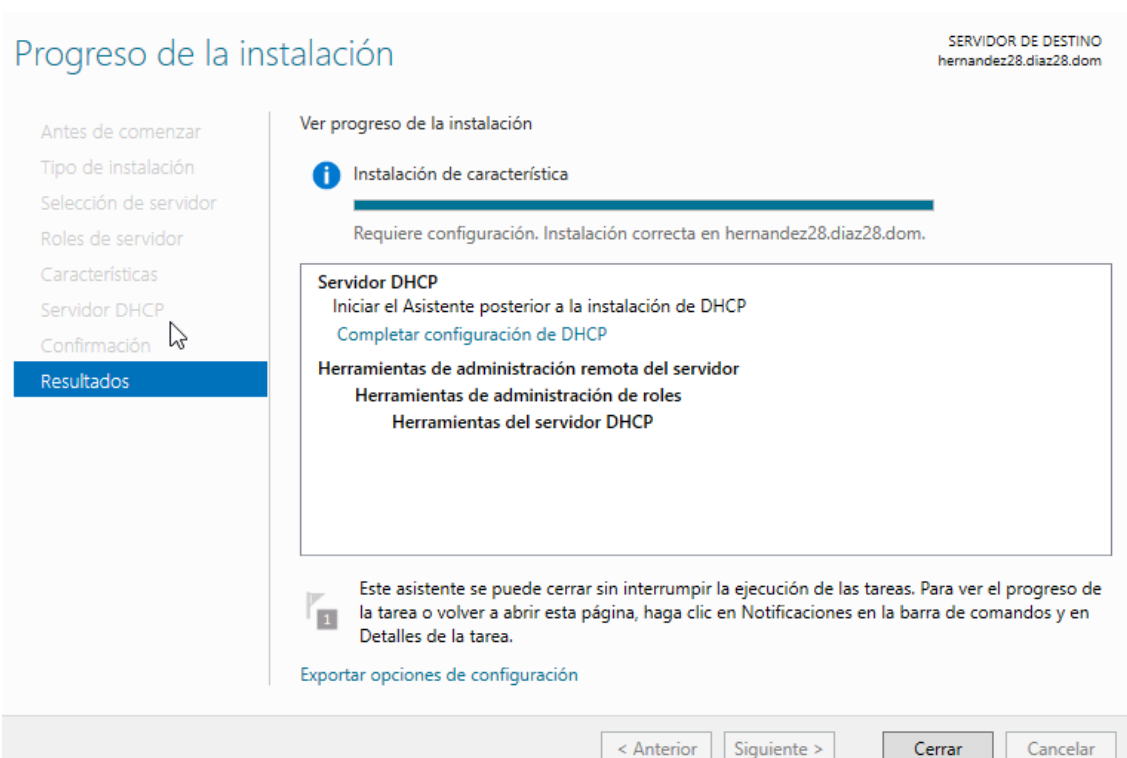 Progreso de la instalación
SERVIDOR DE DESTINO
hernandez28.diaz28.dom
Antes de comenzar
Tipo de instalación
Selección de servidor
Roles de servidor
Características
Servidor DHCP
Confirmación
Resultados
Ver progreso de la instalación
Instalación de característica
Requiere configuración. Instalación correcta en hernandez28.diaz28.dom.
Servidor DHCP
Iniciar el Asistente posterior a la instalación de DHCP
Completar configuración de DHCP
Herramientas de administración remota del servidor
Herramientas de administración de roles
Herramientas del servidor DHCP
1
Este asistente se puede cerrar sin interrumpir la ejecución de las tareas. Para ver el progreso de
la tarea o volver a abrir esta página, haga clic en Notificaciones en la barra de comandos y en
Detalles de la tarea.
Exportar opciones de configuración
< Anterior
Siguiente >
Cerrar
Cancelar